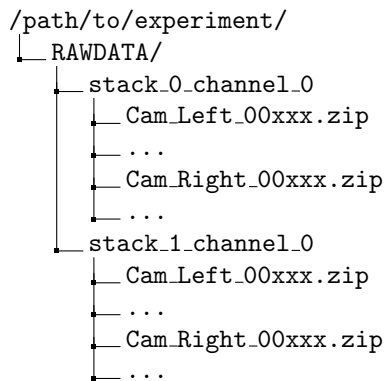 /path/to/experiment/
RAWDATA/
stack_0_channel_0
Cam_Left_00xxx.zip
...
Cam_Right_00xxx.zip
...
stack_1_channel_0
Cam_Left_00xxx.zip
...
Cam_Right_00xxx.zip
...